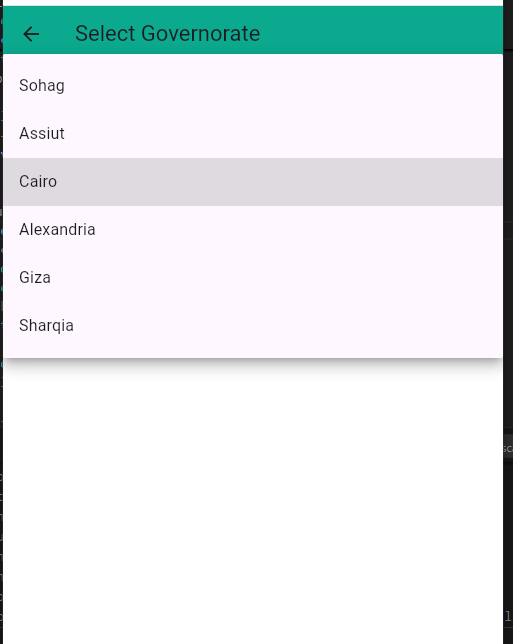 Select Governorate
Sohag
Assiut
Cairo
Alexandria
Giza
Sharqia